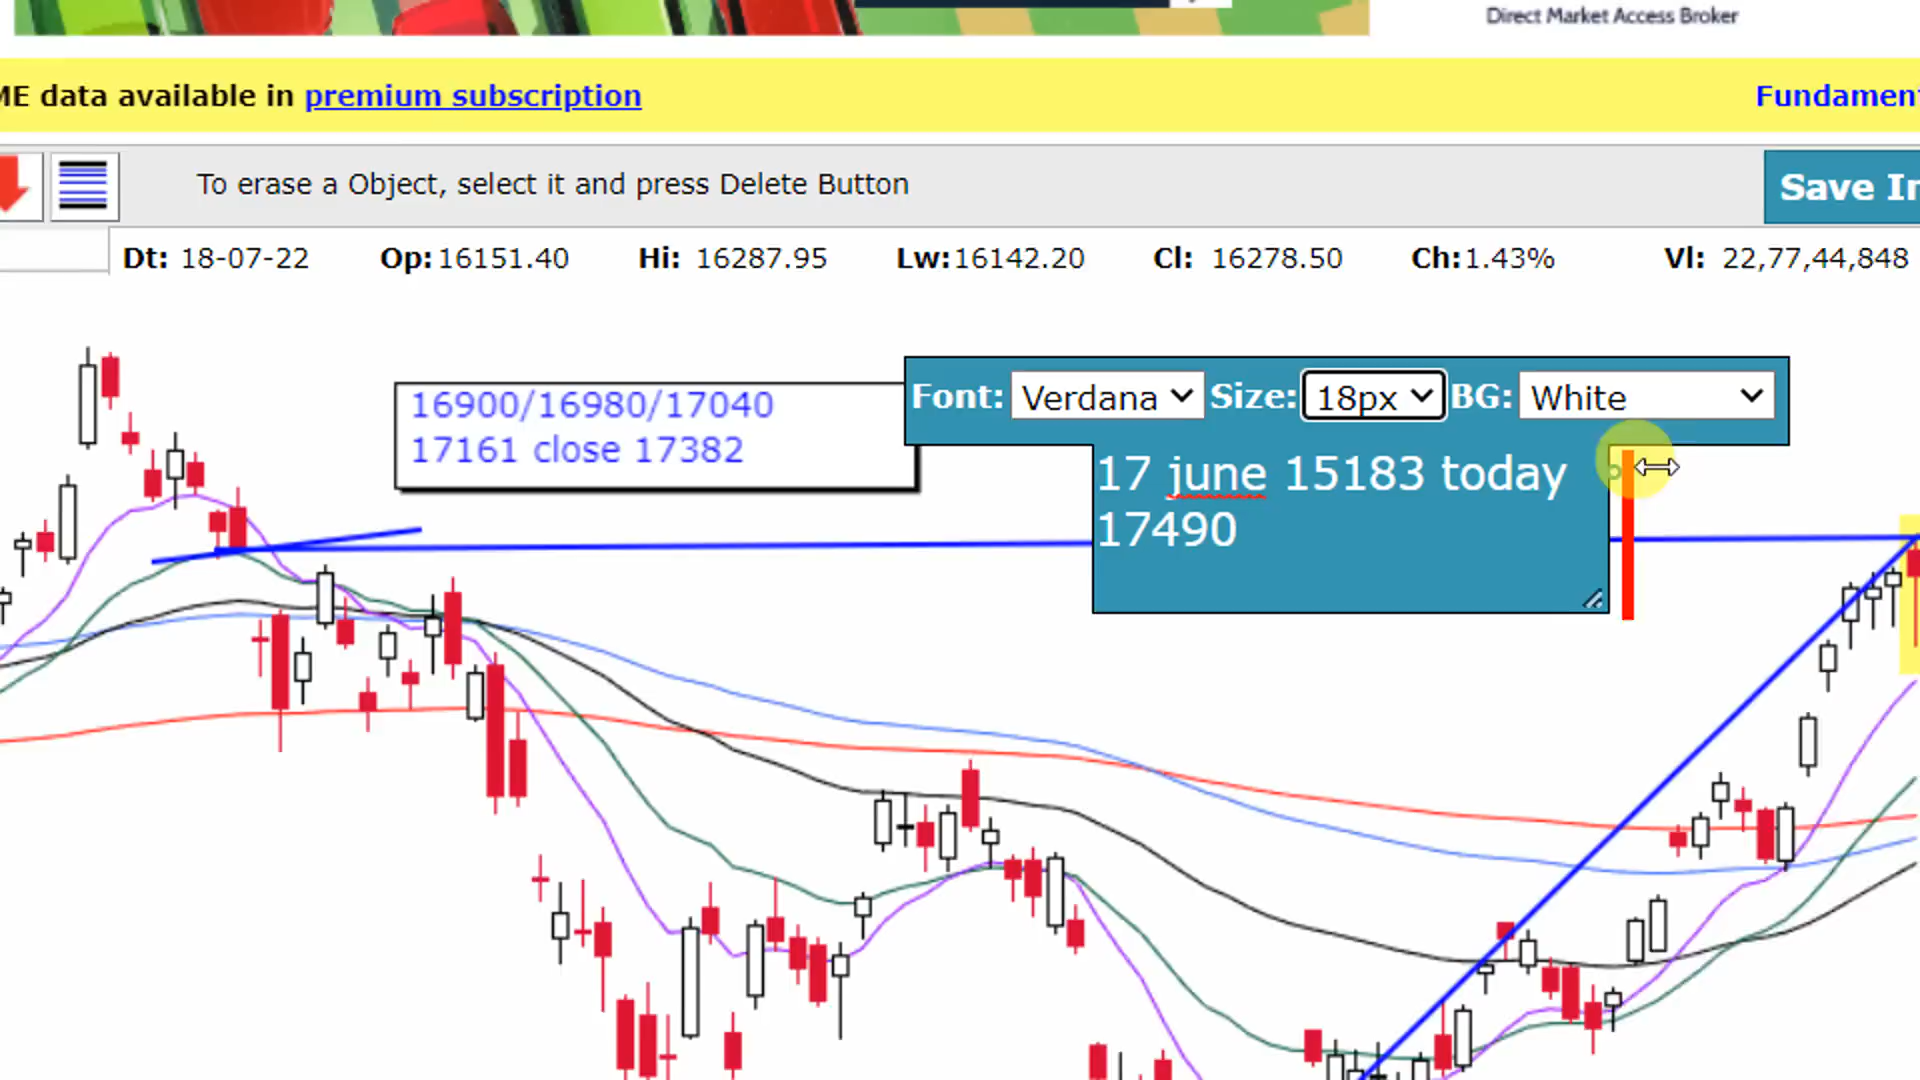 Direct Market Access Broker
ME data available in premium subscription
Fundament
To erase a Object, select it and press Delete Button
Save In
Dt: 18-07-22 Op: 16151.40 Hi: 16287.95 Lw: 16142.20 Cl: 16278.50 Ch: 1.43% Vl: 22,77,44,848
Font: Verdana Size: 18px BG: White
16900/16980/17040
17161 close 17382
17 june 15183 today
17490